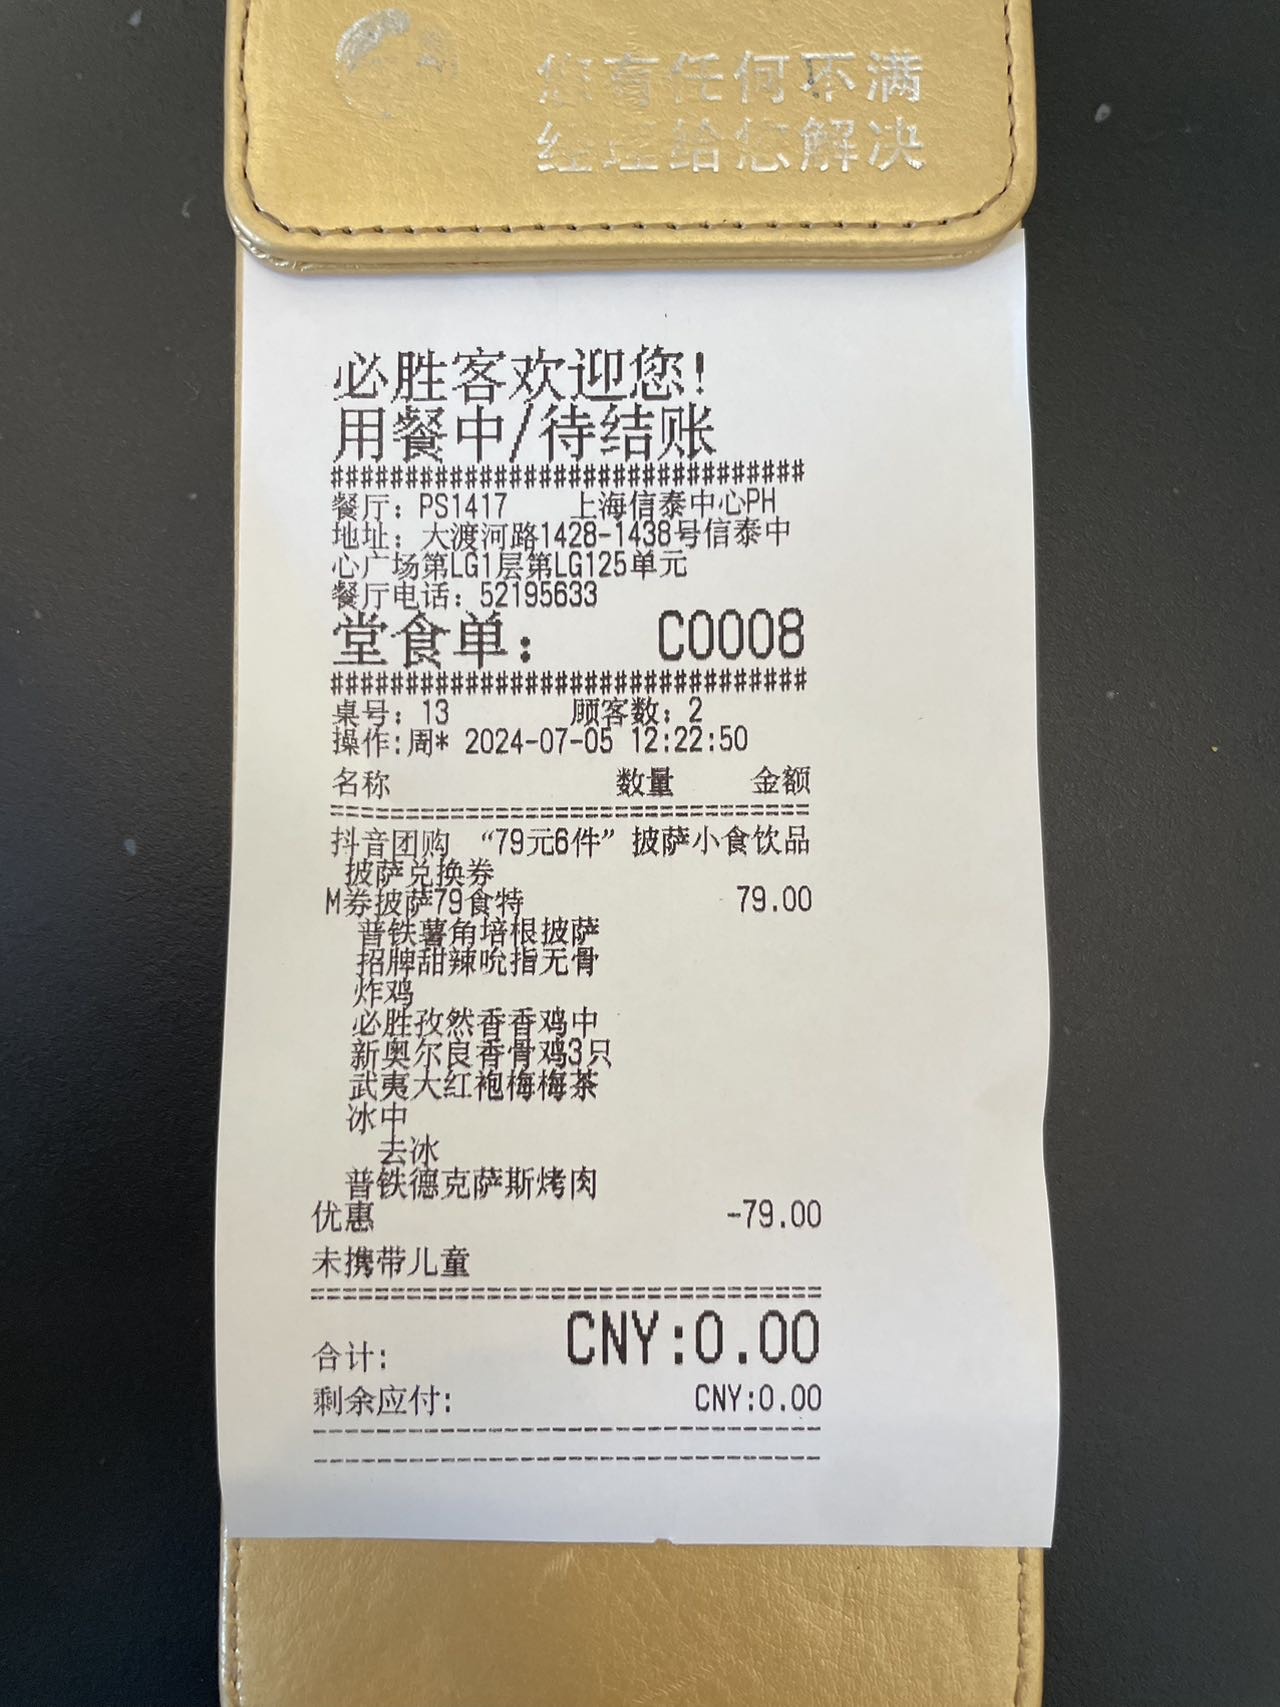 您有任何不满
经理给您解决
必胜客欢迎您!
用餐中/待结账
################################
餐厅: PS1417 上海信泰中心PH
地址: 大渡河路1428-1438号信泰中
心广场第LG1层第LG125单元
餐厅电话: 52195633
堂食单: C0008
################################
桌号: 13 顾客数: 2
操作:周* 2024-07-05 12:22:50
名称 数量 金额
================================
抖音团购 “79元6件”披萨小食饮品
披萨兑换券
M券披萨79食特 79.00
普铁薯角培根披萨
招牌甜辣吮指无骨
炸鸡
必胜孜然香香鸡中
新奥尔良香骨鸡3只
武夷大红袍梅梅茶
冰中
去冰
普铁德克萨斯烤肉
优惠 -79.00
未携带儿童
================================
合计: CNY:0.00
剩余应付: CNY:0.00
--------------------------------
--------------------------------